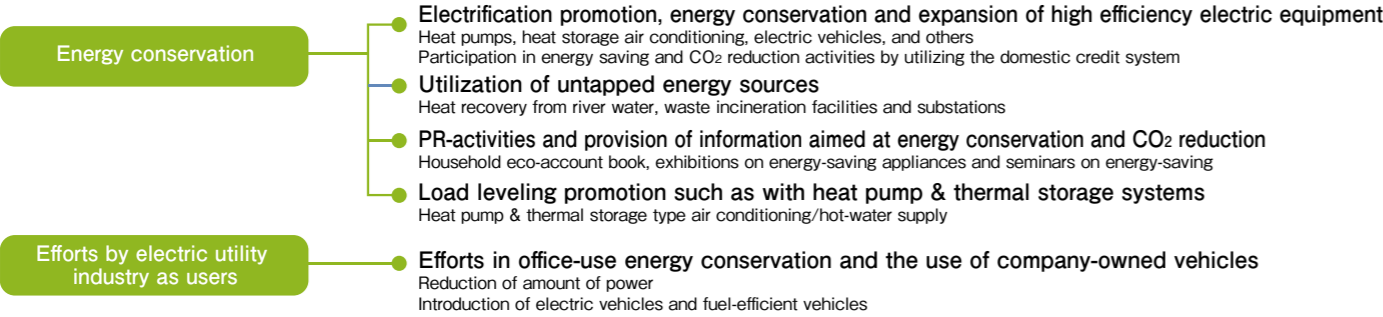 Energy conservation
Electrification promotion, energy conservation and expansion of high efficiency electric equipment
Heat pumps, heat storage air conditioning, electric vehicles, and others
Participation in energy saving and CO2 reduction activities by utilizing the domestic credit system
Utilization of untapped energy sources
Heat recovery from river water, waste incineration facilities and substations
PR-activities and provision of information aimed at energy conservation and CO2 reduction
Household eco-account book, exhibitions on energy-saving appliances and seminars on energy-saving
Load leveling promotion such as with heat pump & thermal storage systems
Heat pump & thermal storage type air conditioning/hot-water supply
Efforts by electric utility
industry as users
Efforts in office-use energy conservation and the use of company-owned vehicles
Reduction of amount of power
Introduction of electric vehicles and fuel-efficient vehicles